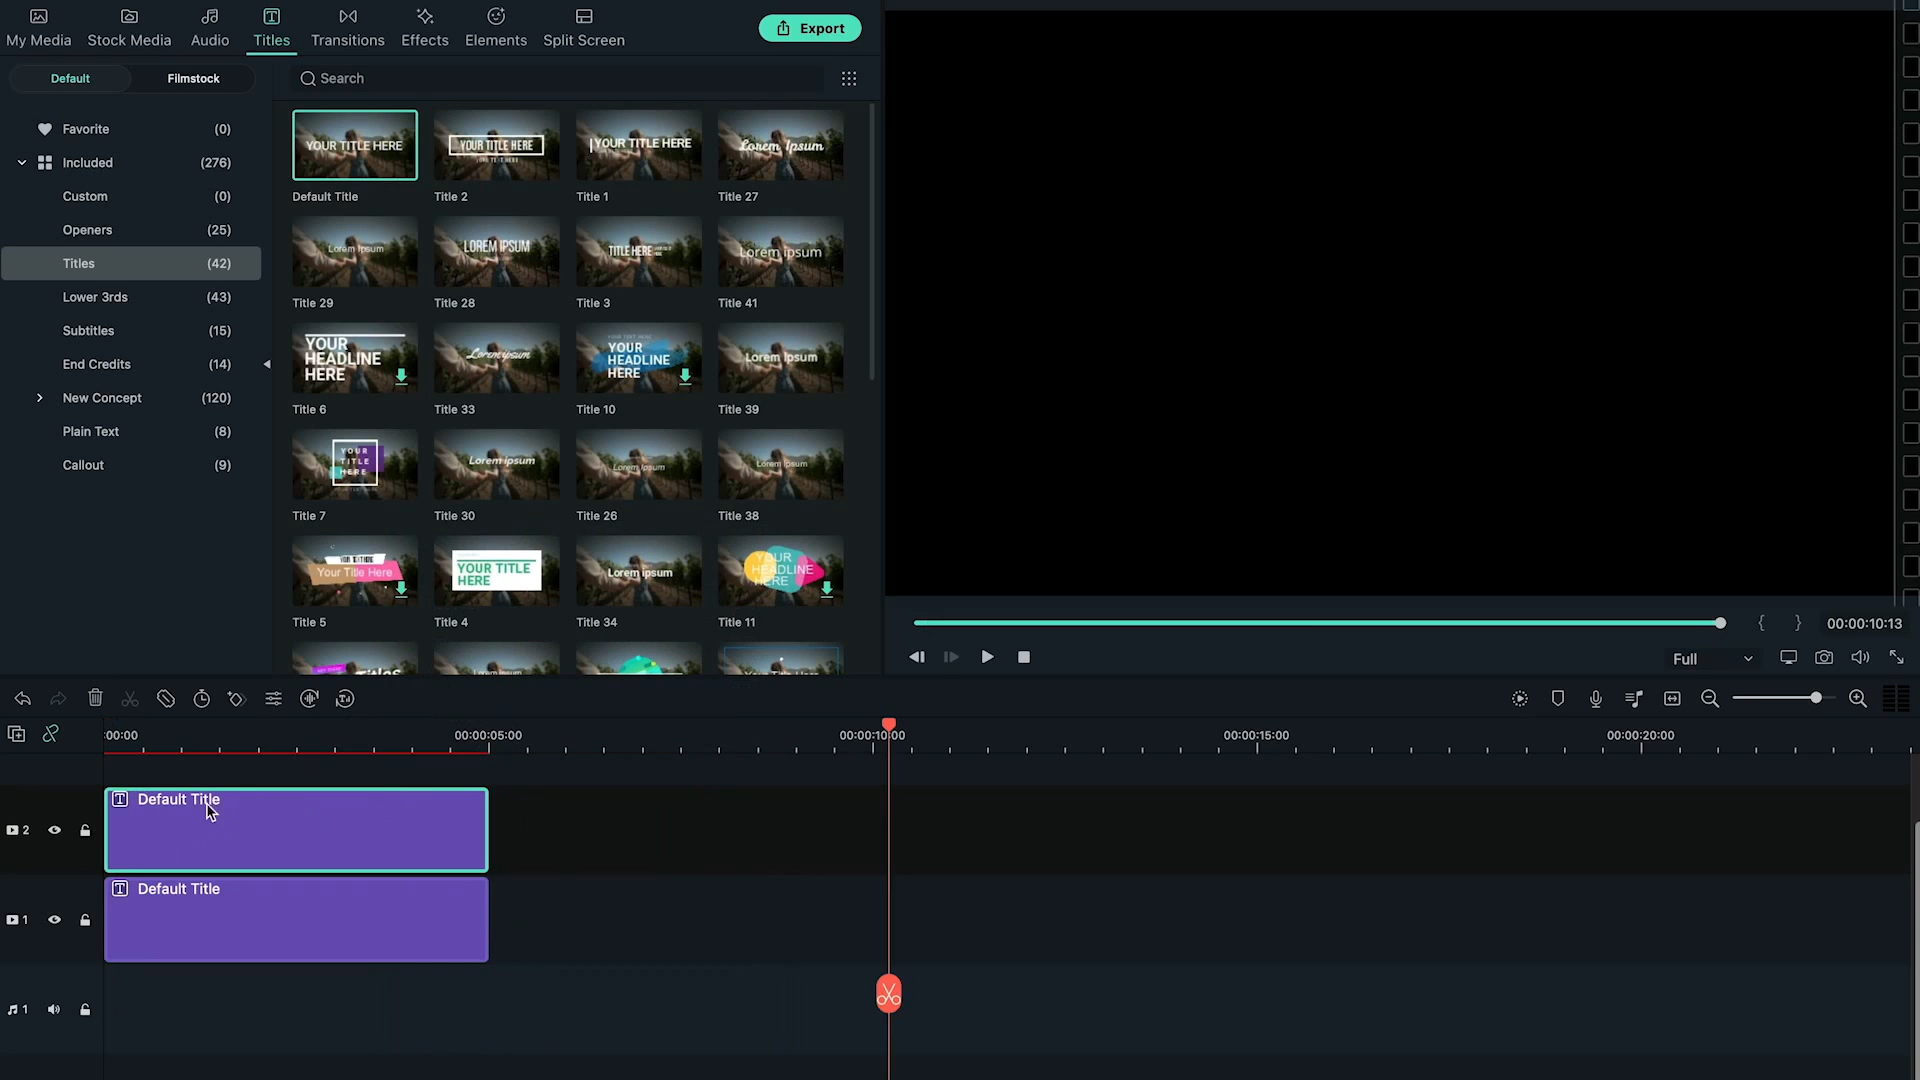 My Media
Stock Media
Audio
Titles
Transitions
Effects
Elements
Split Screen
Export
Default
Filmstock
Search
Favorite (0)
Included (276)
Custom (0)
Openers (25)
Titles (42)
Lower 3rds (43)
Subtitles (15)
End Credits (14)
New Concept (120)
Plain Text (8)
Callout (9)
YOUR TITLE HERE
YOUR TITLE HERE
YOUR TITLE HERE
Lorem Ipsum
Default Title
Title 2
Title 1
Title 27
Lorem Ipsum
LOREM IPSUM
TITLE HERE
Lorem ipsum
Title 29
Title 28
Title 3
Title 41
YOUR
HEADLINE
HERE
Lorem ipsum
YOUR
HEADLINE
HERE
Lorem Ipsum
Title 6
Title 33
Title 10
Title 39
YOUR
TITLE
HERE
Lorem ipsum
Lorem Ipsum
Lorem Ipsum
Title 7
Title 30
Title 26
Title 38
Your Title Here
YOUR TITLE
HERE
Lorem ipsum
YOUR
HEADLINE
HERE
Title 5
Title 4
Title 34
Title 11
Titles
00:00:10:13
Full
:00:00
00:00:05:00
00:00:10:00
00:00:15:00
00:00:20:00
2
Default Title
1
Default Title
1